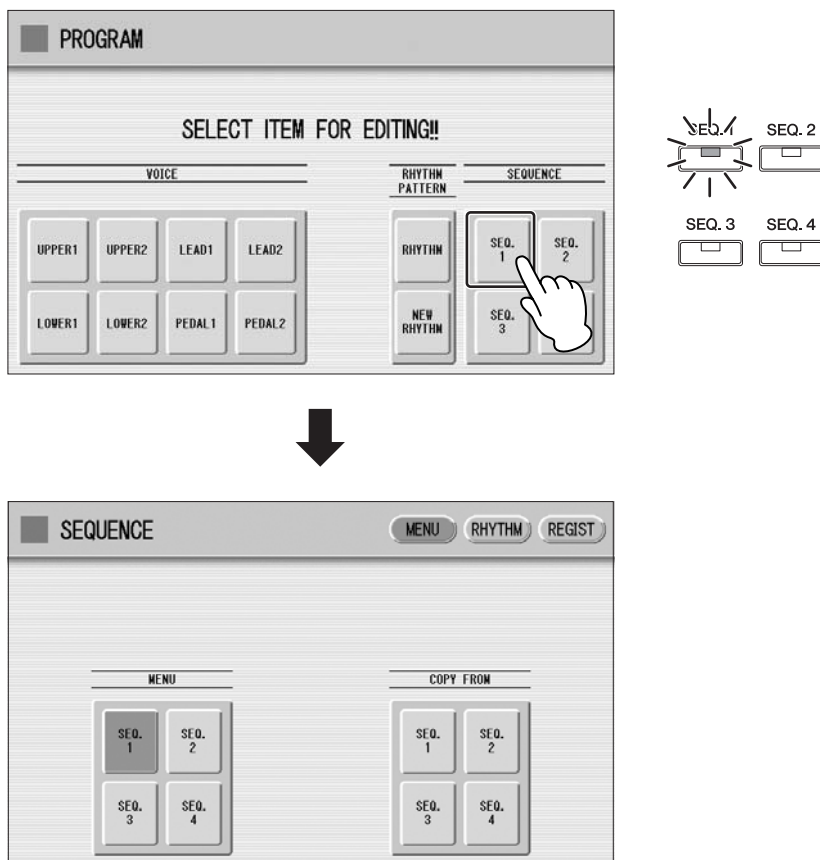 PROGRAM
SELECT ITEM FOR EDITING!!
VOICE
RHYTHM
PATTERN
SEQUENCE
UPPER1 UPPER2 LEAD1 LEAD2
LOWER1 LOWER2 PEDAL1 PEDAL2
RHYTHM
NEW
RHYTHM
SEQ.
1
SEQ.
2
SEQ.
3
SEQ. 1 SEQ. 2
SEQ. 3 SEQ. 4
SEQUENCE
MENU RHYTHM REGIST
MENU
SEQ.
1
SEQ.
2
SEQ.
3
SEQ.
4
COPY FROM
SEQ.
1
SEQ.
2
SEQ.
3
SEQ.
4